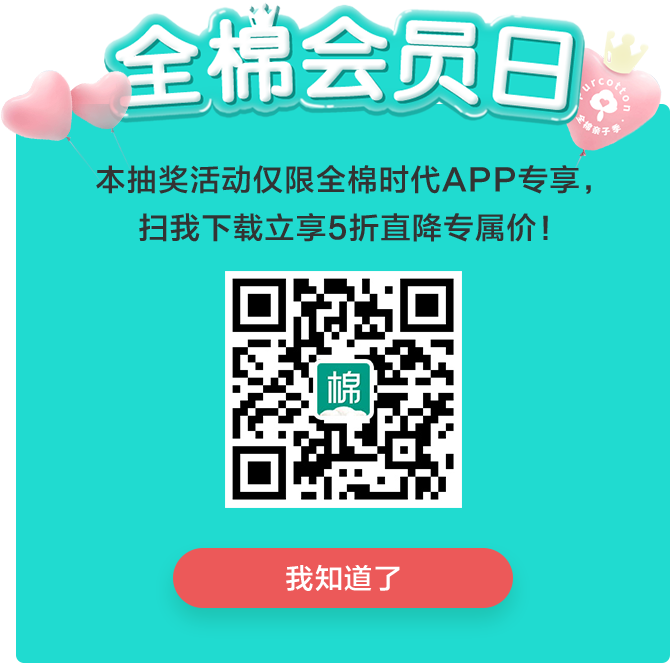 全棉会员日
Purcotton
全棉亲子季
本抽奖活动仅限全棉时代APP专享，
扫我下载立享5折直降专属价！
棉
我知道了